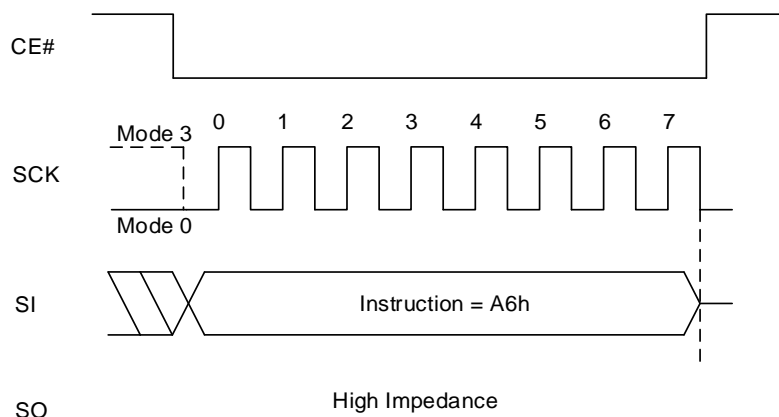 CE#
Mode 3
0 1 2 3 4 5 6 7
SCK
Mode 0
SI
Instruction = A6h
SO
High Impedance